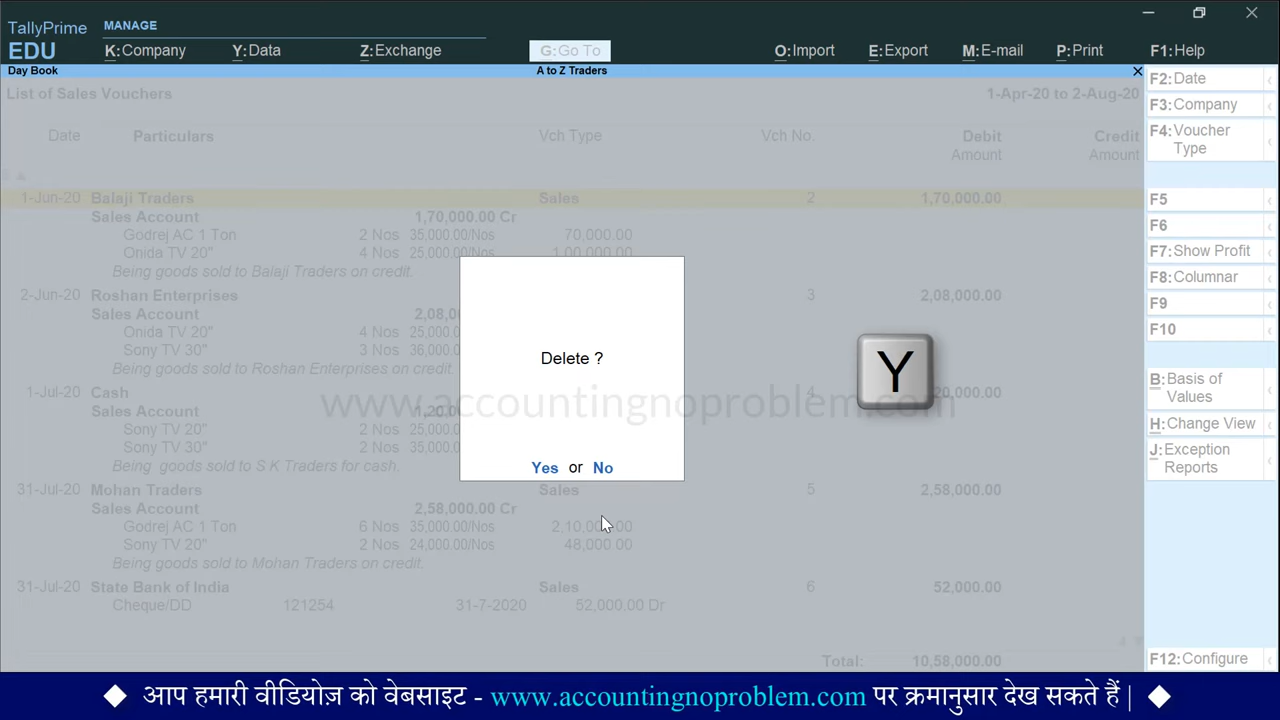 TallyPrime MANAGE
EDU K:Company Y:Data Z:Exchange G:Go To O:Import E:Export M:E-mail P:Print F1:Help
Day Book A to Z Traders
List of Sales Vouchers 1-Apr-20 to 2-Aug-20
Date Particulars Vch Type Vch No. Debit Credit
Amount Amount
1-Jun-20 Balaji Traders Sales 2 1,70,000.00
Sales Account 1,70,000.00 Cr
Godrej AC 1 Ton 2 Nos 35,000.00/Nos 70,000.00
Onida TV 20" 4 Nos 25,000.00/Nos 1,00,000.00
Being goods sold to Balaji Traders on credit.
2-Jun-20 Roshan Enterprises 3 2,08,000.00
Sales Account
Onida TV 20" 4 Nos
Sony TV 30" 3 Nos
Being goods sold to Roshan Enterprises on credit.
1-Jul-20 Cash 4
Sales Account
Sony TV 20"
Sony TV 30"
Being goods sold to S K Traders for cash.
31-Jul-20 Mohan Traders Sales 5 2,58,000.00
Sales Account 2,58,000.00 Cr
Godrej AC 1 Ton 6 Nos 35,000.00/Nos 2,10,000.00
Sony TV 20" 2 Nos 24,000.00/Nos 48,000.00
Being goods sold to Mohan Traders on credit.
31-Jul-20 State Bank of India Sales 6 52,000.00
Cheque/DD 121254 31-7-2020 52,000.00 Dr
Total: 10,58,000.00
Delete ?
Yes or No
Y
www.accountingnoproblem.com
F2:Date
F3:Company
F4:Voucher
Type
F5
F6
F7:Show Profit
F8:Columnar
F9
F10
B:Basis of
Values
H:Change View
J:Exception
Reports
F12:Configure
आप हमारी वीडियोज़ को वेबसाइट - www.accountingnoproblem.com पर क्रमानुसार देख सकते हैं |